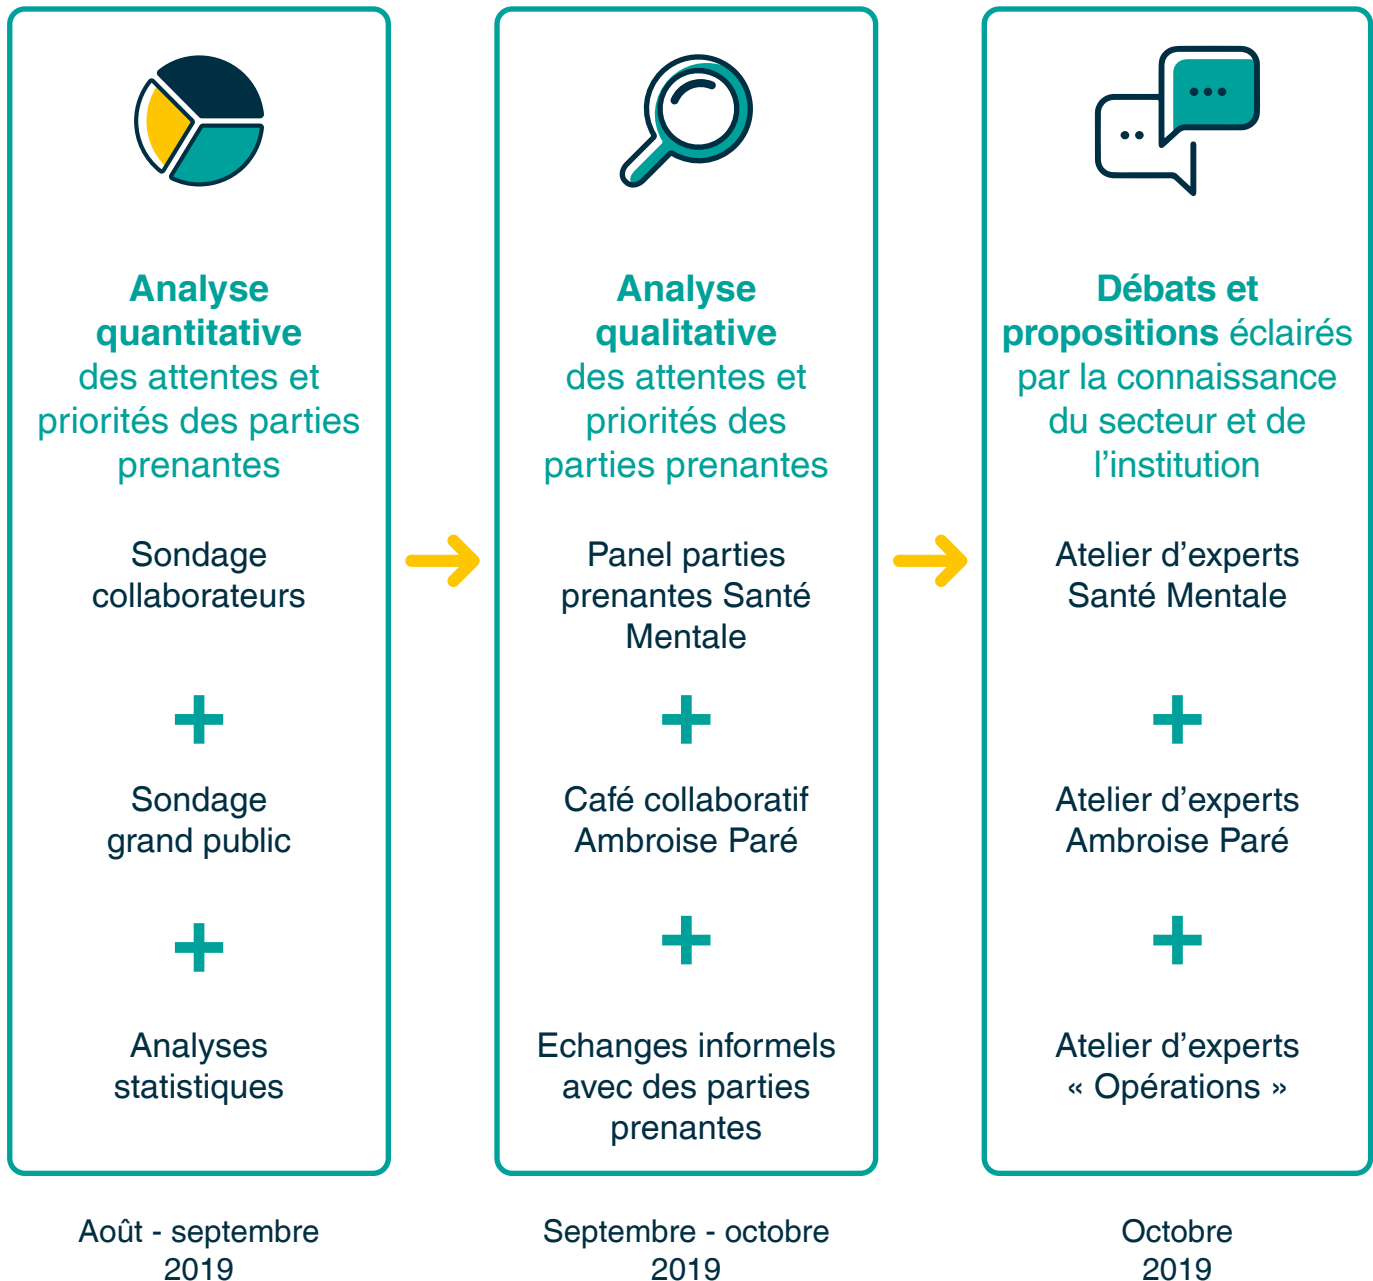 Analyse
quantitative
des attentes et
priorités des parties
prenantes
Sondage
collaborateurs
+
Sondage
grand public
+
Analyses
statistiques
Août - septembre
2019
Analyse
qualitative
des attentes et
priorités des
parties prenantes
Panel parties
prenantes Santé
Mentale
+
Café collaboratif
Ambroise Paré
+
Echanges informels
avec des parties
prenantes
Septembre - octobre
2019
Débats et
propositions éclairés
par la connaissance
du secteur et de
l’institution
Atelier d’experts
Santé Mentale
+
Atelier d’experts
Ambroise Paré
+
Atelier d’experts
« Opérations »
Octobre
2019